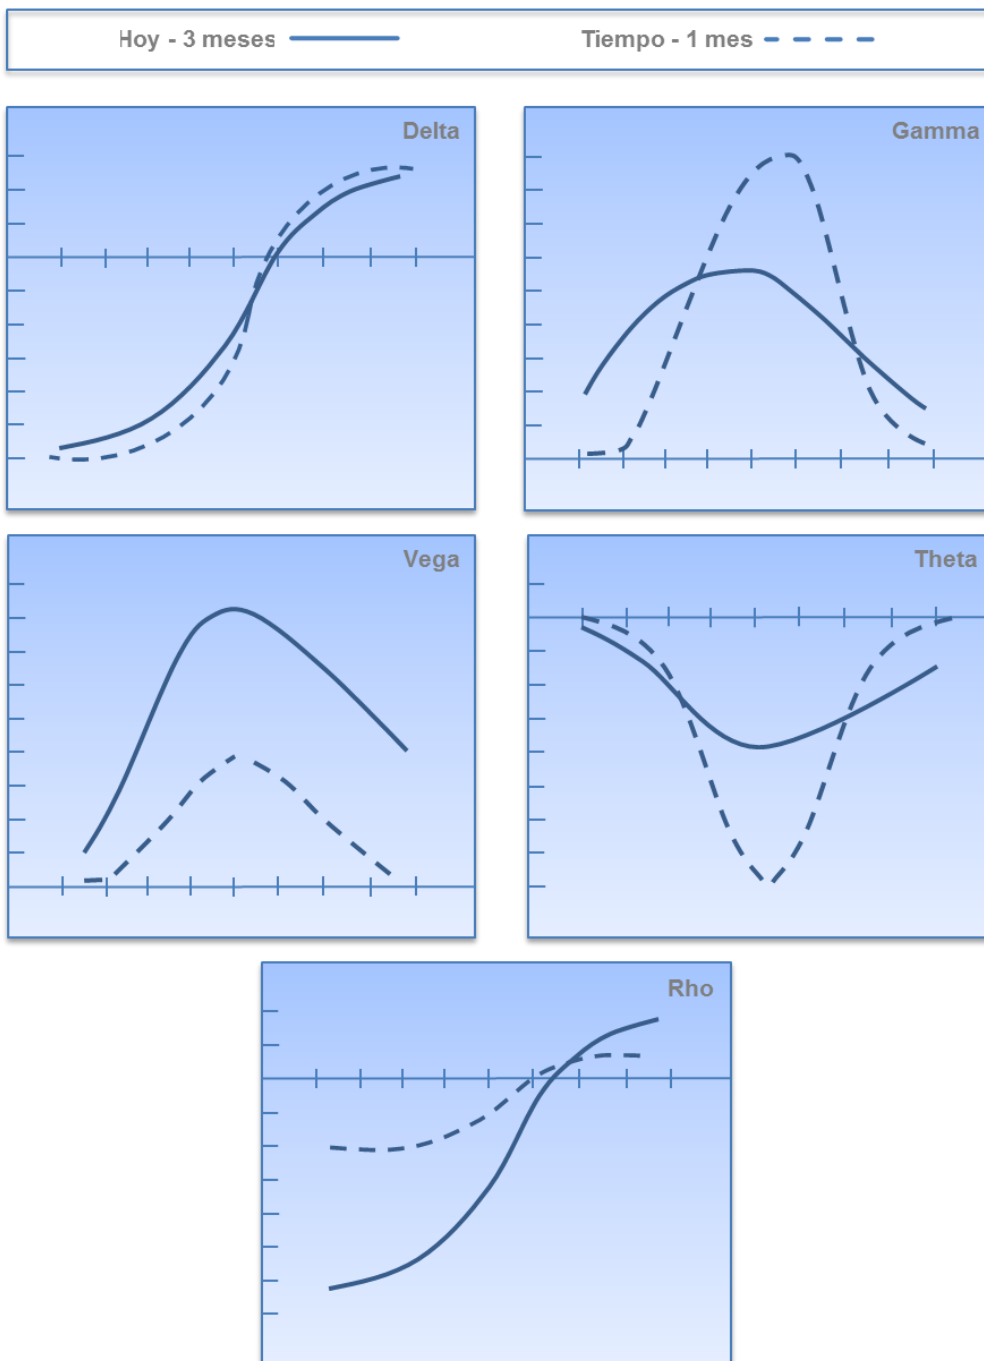 Hoy - 3 meses
Tiempo - 1 mes
Delta
Gamma
Vega
Theta
Rho